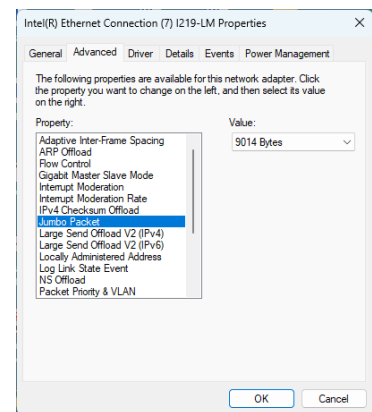 Intel(R) Ethernet Connection (7) I219-LM Properties
General Advanced Driver Details Events Power Management
The following properties are available for this network adapter. Click
the property you want to change on the left, and then select its value
on the right.
Property:
Value:
Adaptive Inter-Frame Spacing
9014 Bytes
ARP Offload
Flow Control
Gigabit Master Slave Mode
Interrupt Moderation
Interrupt Moderation Rate
IPv4 Checksum Offload
Jumbo Packet
Large Send Offload V2 (IPv4)
Large Send Offload V2 (IPv6)
Locally Administered Address
Log Link State Event
NS Offload
Packet Priority & VLAN
OK Cancel